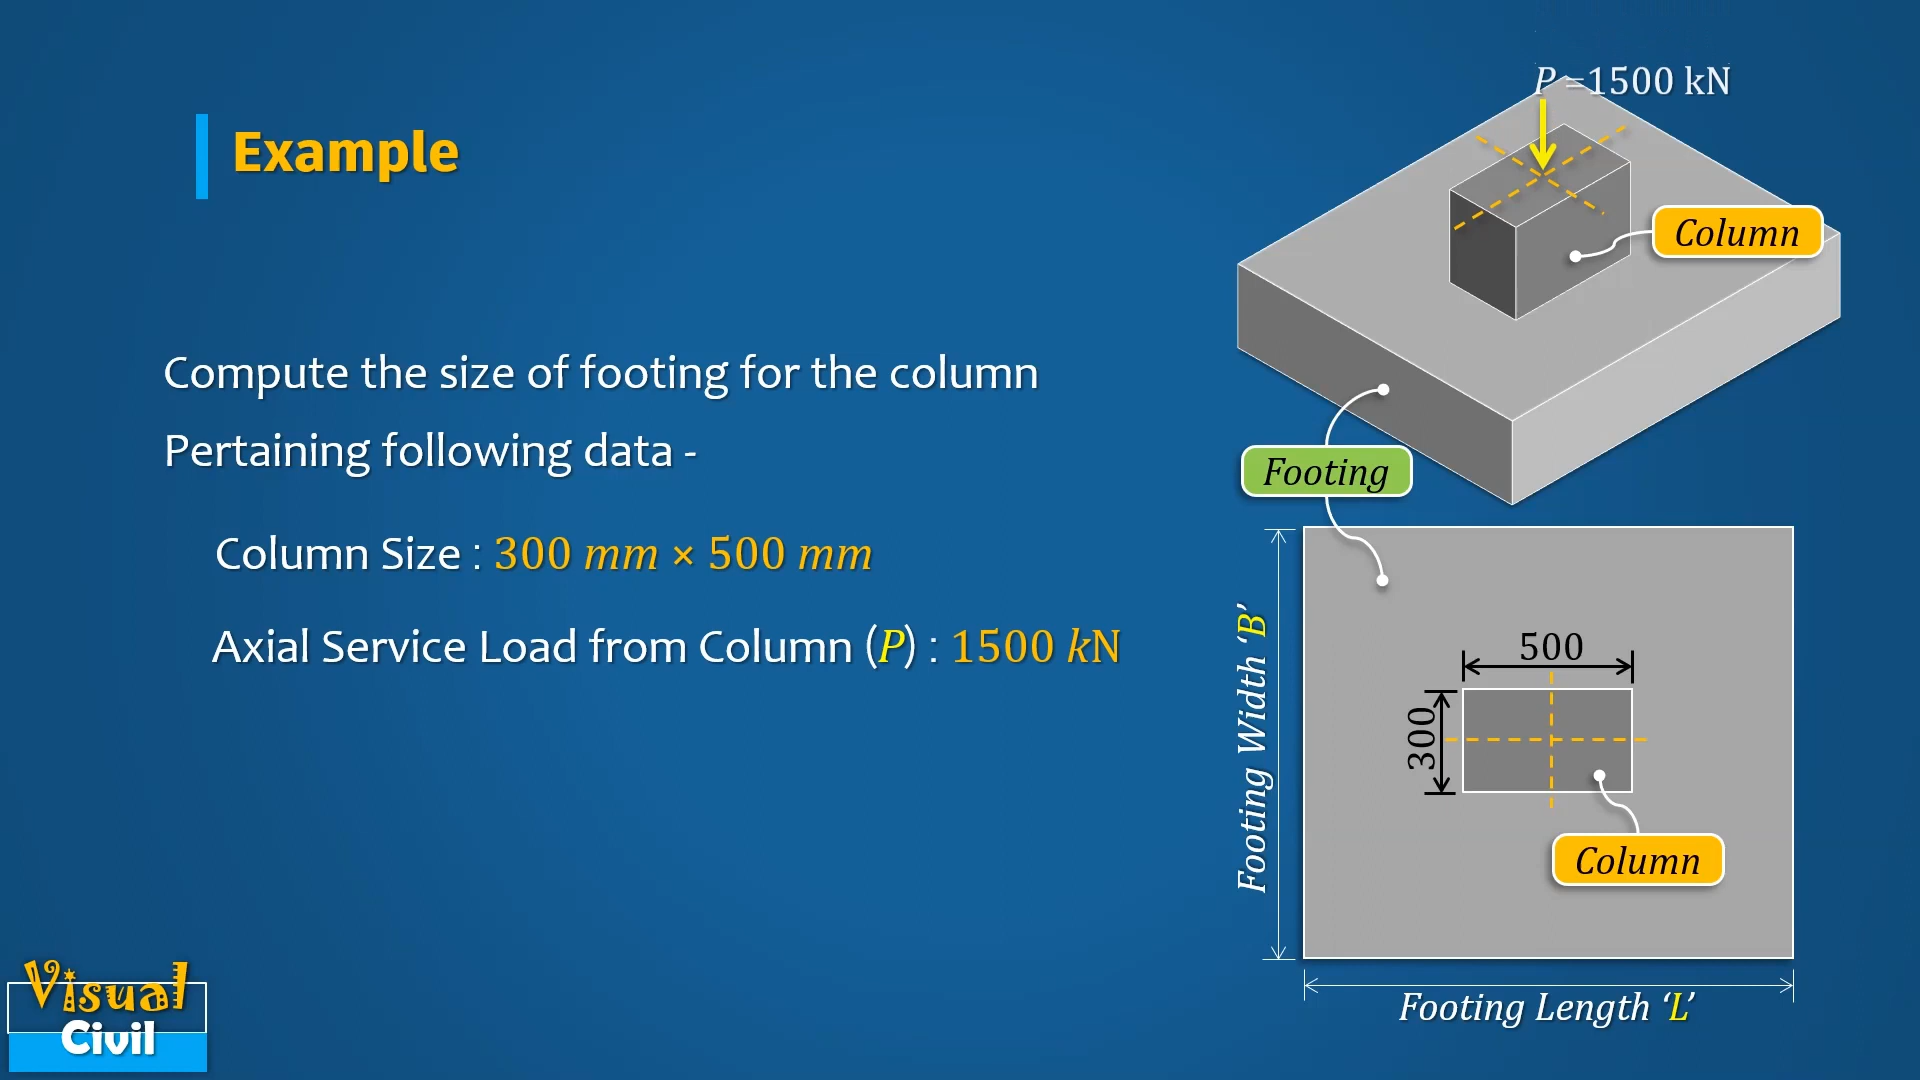 Example
Compute the size of footing for the column
Pertaining following data -
Column Size : 300 mm × 500 mm
Axial Service Load from Column (P) : 1500 kN
P =1500 kN
Column
Footing
500
300
Column
Footing Width ‘B’
Footing Length ‘L’
Visual
Civil